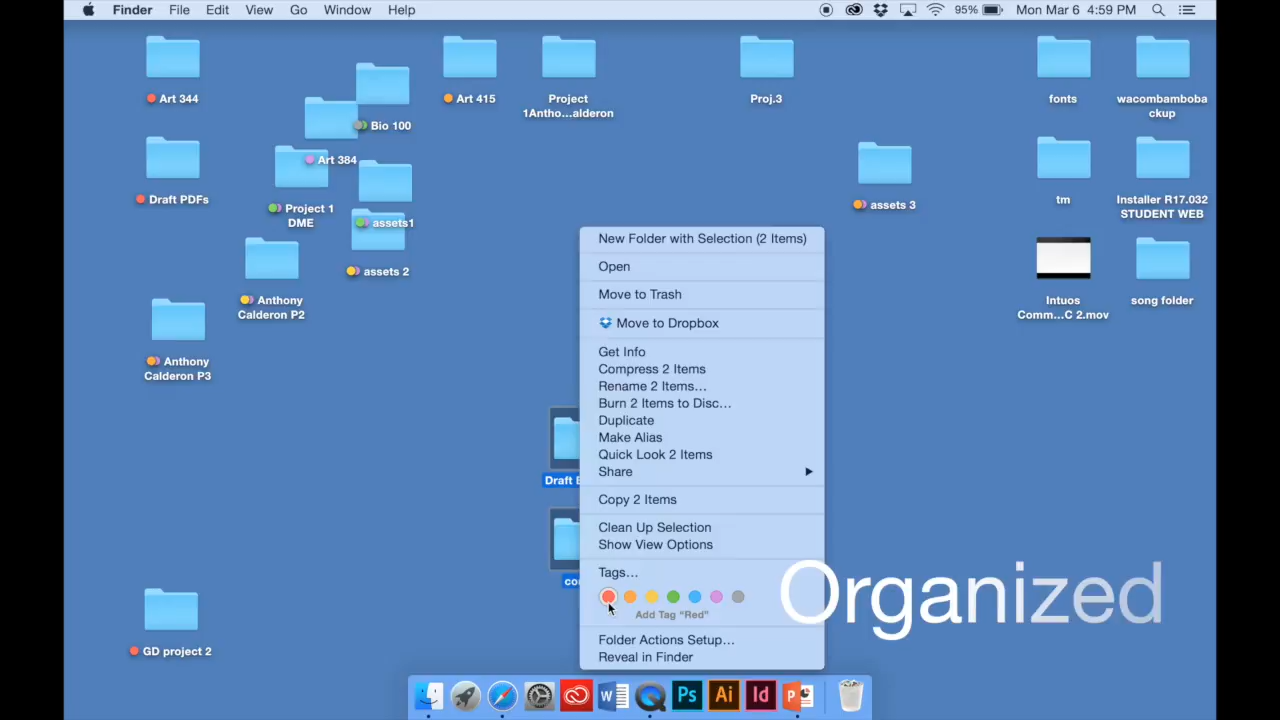 Finder File Edit View Go Window Help
95% Mon Mar 6 4:59 PM
Art 344
Bio 100
Art 415
Project
1Antho...alderon
Proj.3
fonts
wacombamboba
ckup
Art 384
Draft PDFs
Project 1
DME
assets1
assets 3
tm
Installer R17.032
STUDENT WEB
assets 2
Anthony
Calderon P2
Intuos
Comm...C 2.mov
song folder
Anthony
Calderon P3
New Folder with Selection (2 Items)
Open
Move to Trash
Move to Dropbox
Get Info
Compress 2 Items
Rename 2 Items...
Burn 2 Items to Disc...
Duplicate
Make Alias
Quick Look 2 Items
Share
Copy 2 Items
Clean Up Selection
Show View Options
Tags...
Add Tag “Red”
Folder Actions Setup...
Reveal in Finder
Draft
Organized
GD project 2
W
Ps
Ai
Id
P